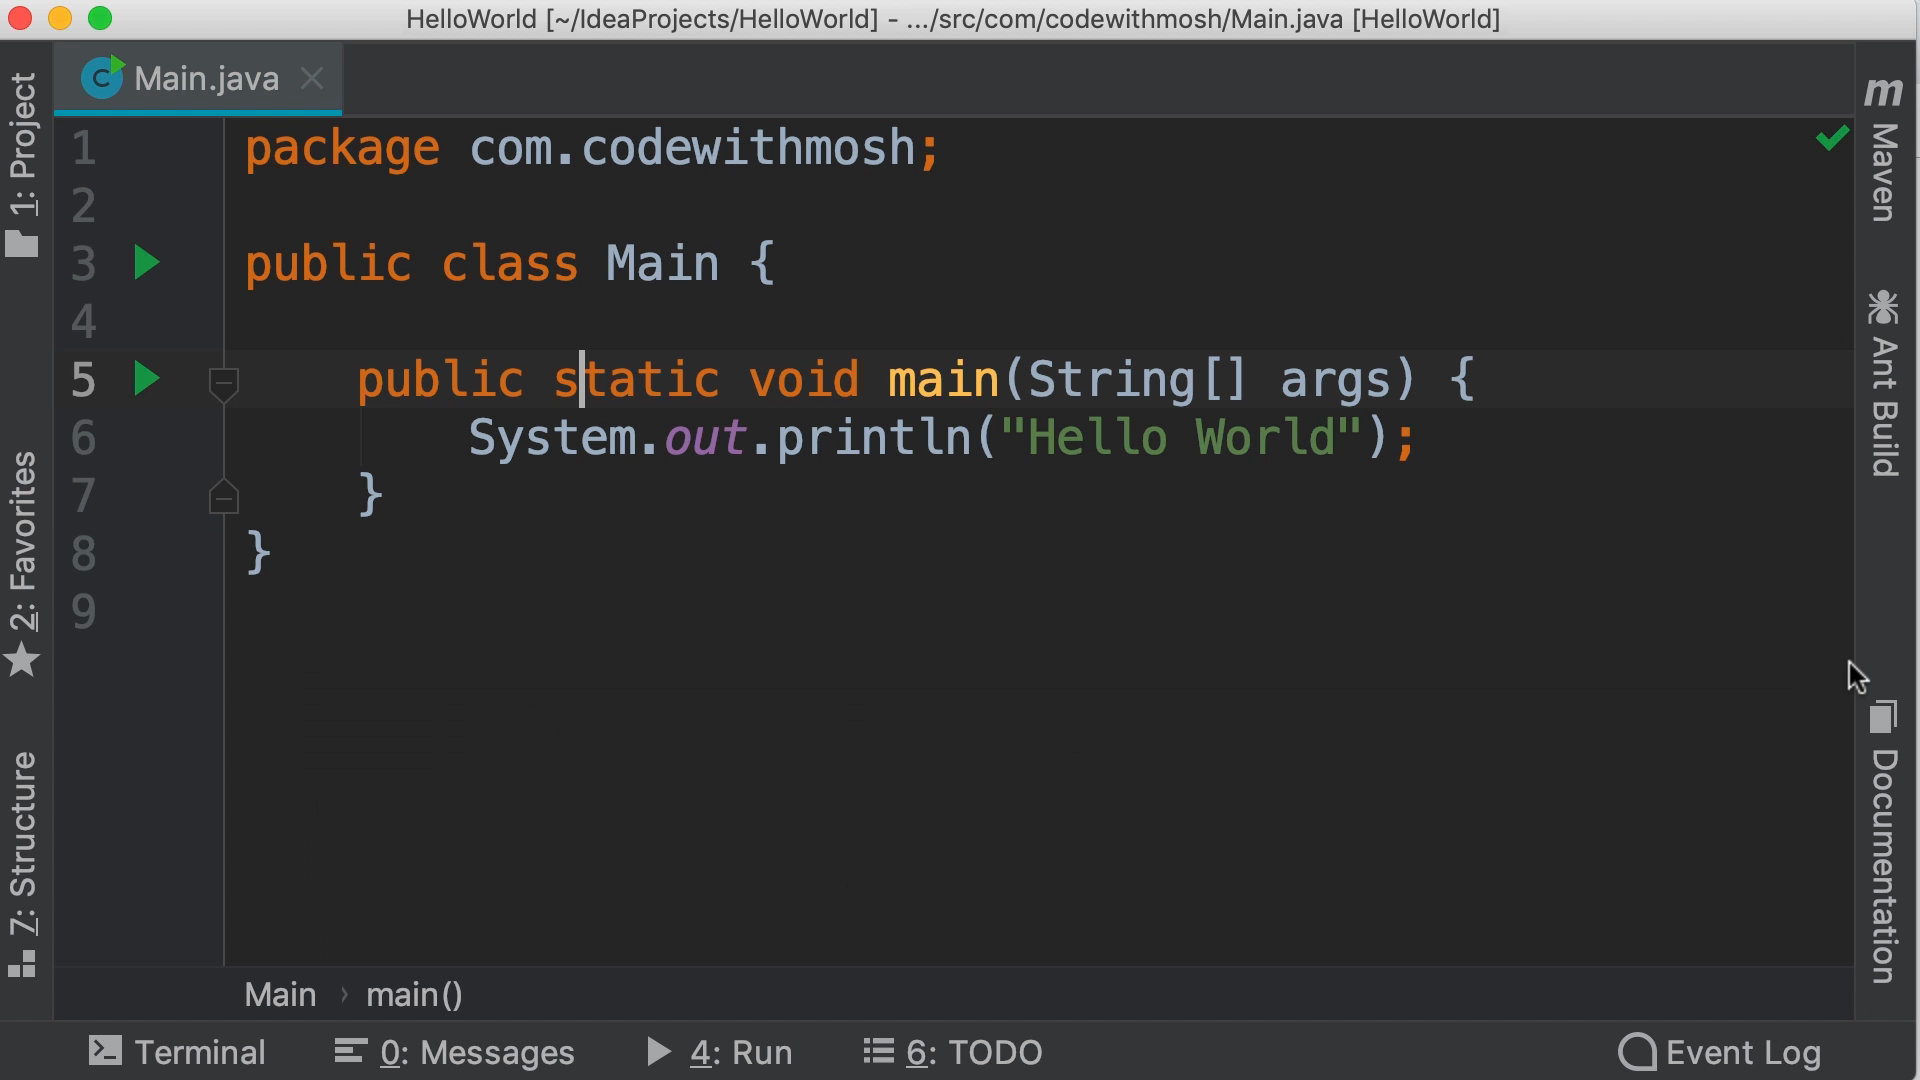 HelloWorld [~/IdeaProjects/HelloWorld] - .../src/com/codewithmosh/Main.java [HelloWorld]
Main.java
1: Project
2: Favorites
7: Structure
1 package com.codewithmosh;
2
3 public class Main {
4
5 public static void main(String[] args) {
6 System.out.println("Hello World");
7 }
8 }
9
m Maven
Ant Build
Documentation
Main › main()
Terminal
0: Messages
4: Run
6: TODO
Event Log